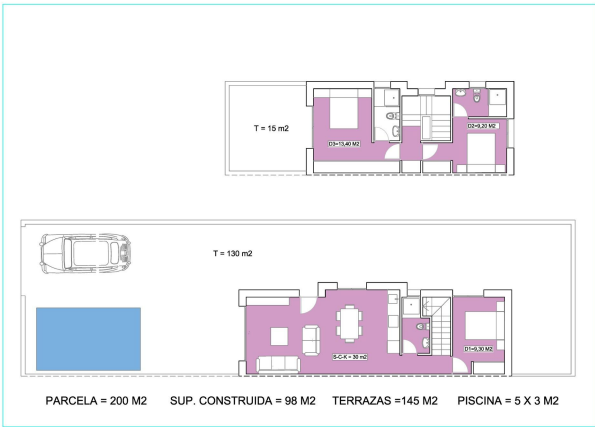 T = 15 m2
D3=13,40 M2
D2=9,20 M2
T = 130 m2
S-C-K = 30 m2
D1=9,30 M2
PARCELA = 200 M2 SUP. CONSTRUIDA = 98 M2 TERRAZAS =145 M2 PISCINA = 5 X 3 M2